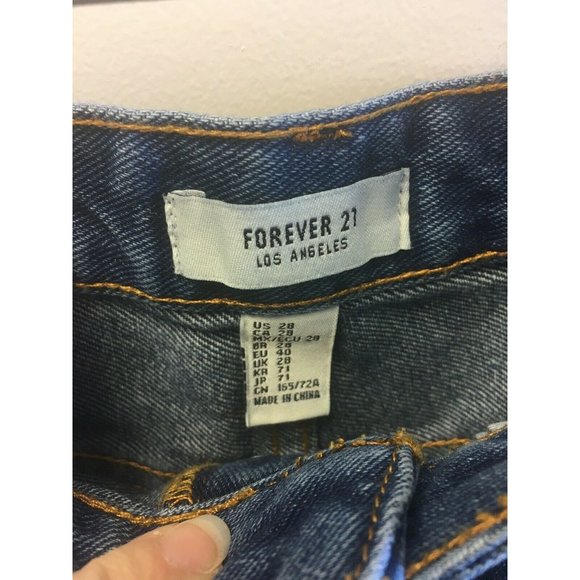 FOREVER 21
LOS ANGELES
US 28
CA 28
MX/ECU 28
BR 28
EU 40
UK 28
KR 71
JP 71
CN 165/72A
MADE IN CHINA